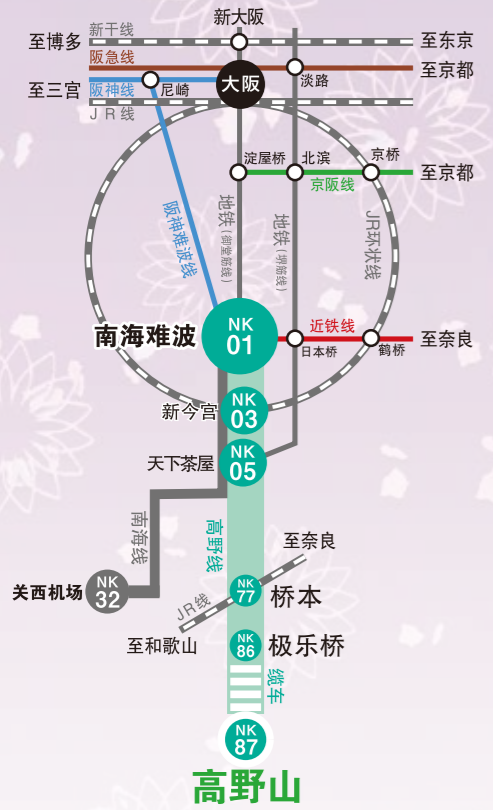 新大阪
至博多
新干线
至东京
阪急线
至京都
至三宫
阪神线
尼崎
大阪
淡路
JR线
淀屋桥
北滨
京桥
至京都
京阪线
阪神难波线
地铁(御堂筋线)
地铁(堺筋线)
JR环状线
南海难波
NK
01
近铁线
至奈良
日本桥
鹤桥
新今宫
NK
03
天下茶屋
NK
05
南海线
高野线
至奈良
关西机场
NK
32
JR线
NK
77
桥本
至和歌山
NK
86
极乐桥
缆车
NK
87
高野山